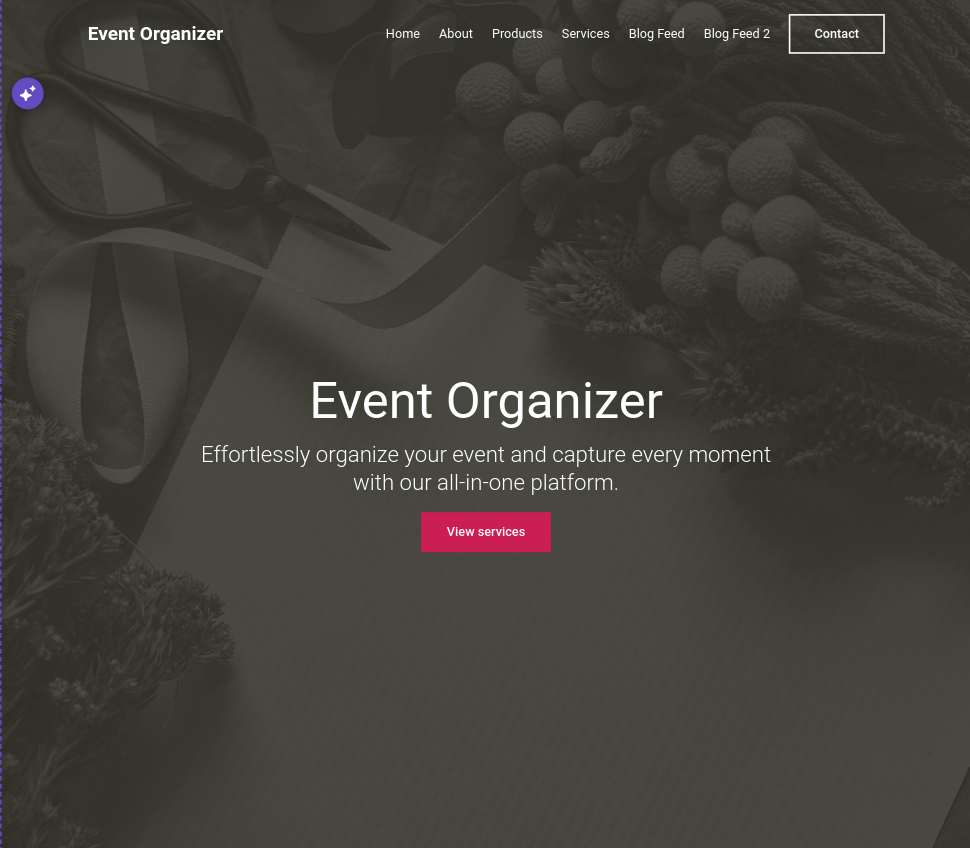 Event Organizer
Home About Products Services Blog Feed Blog Feed 2 Contact
Event Organizer
Effortlessly organize your event and capture every moment
with our all-in-one platform.
View services